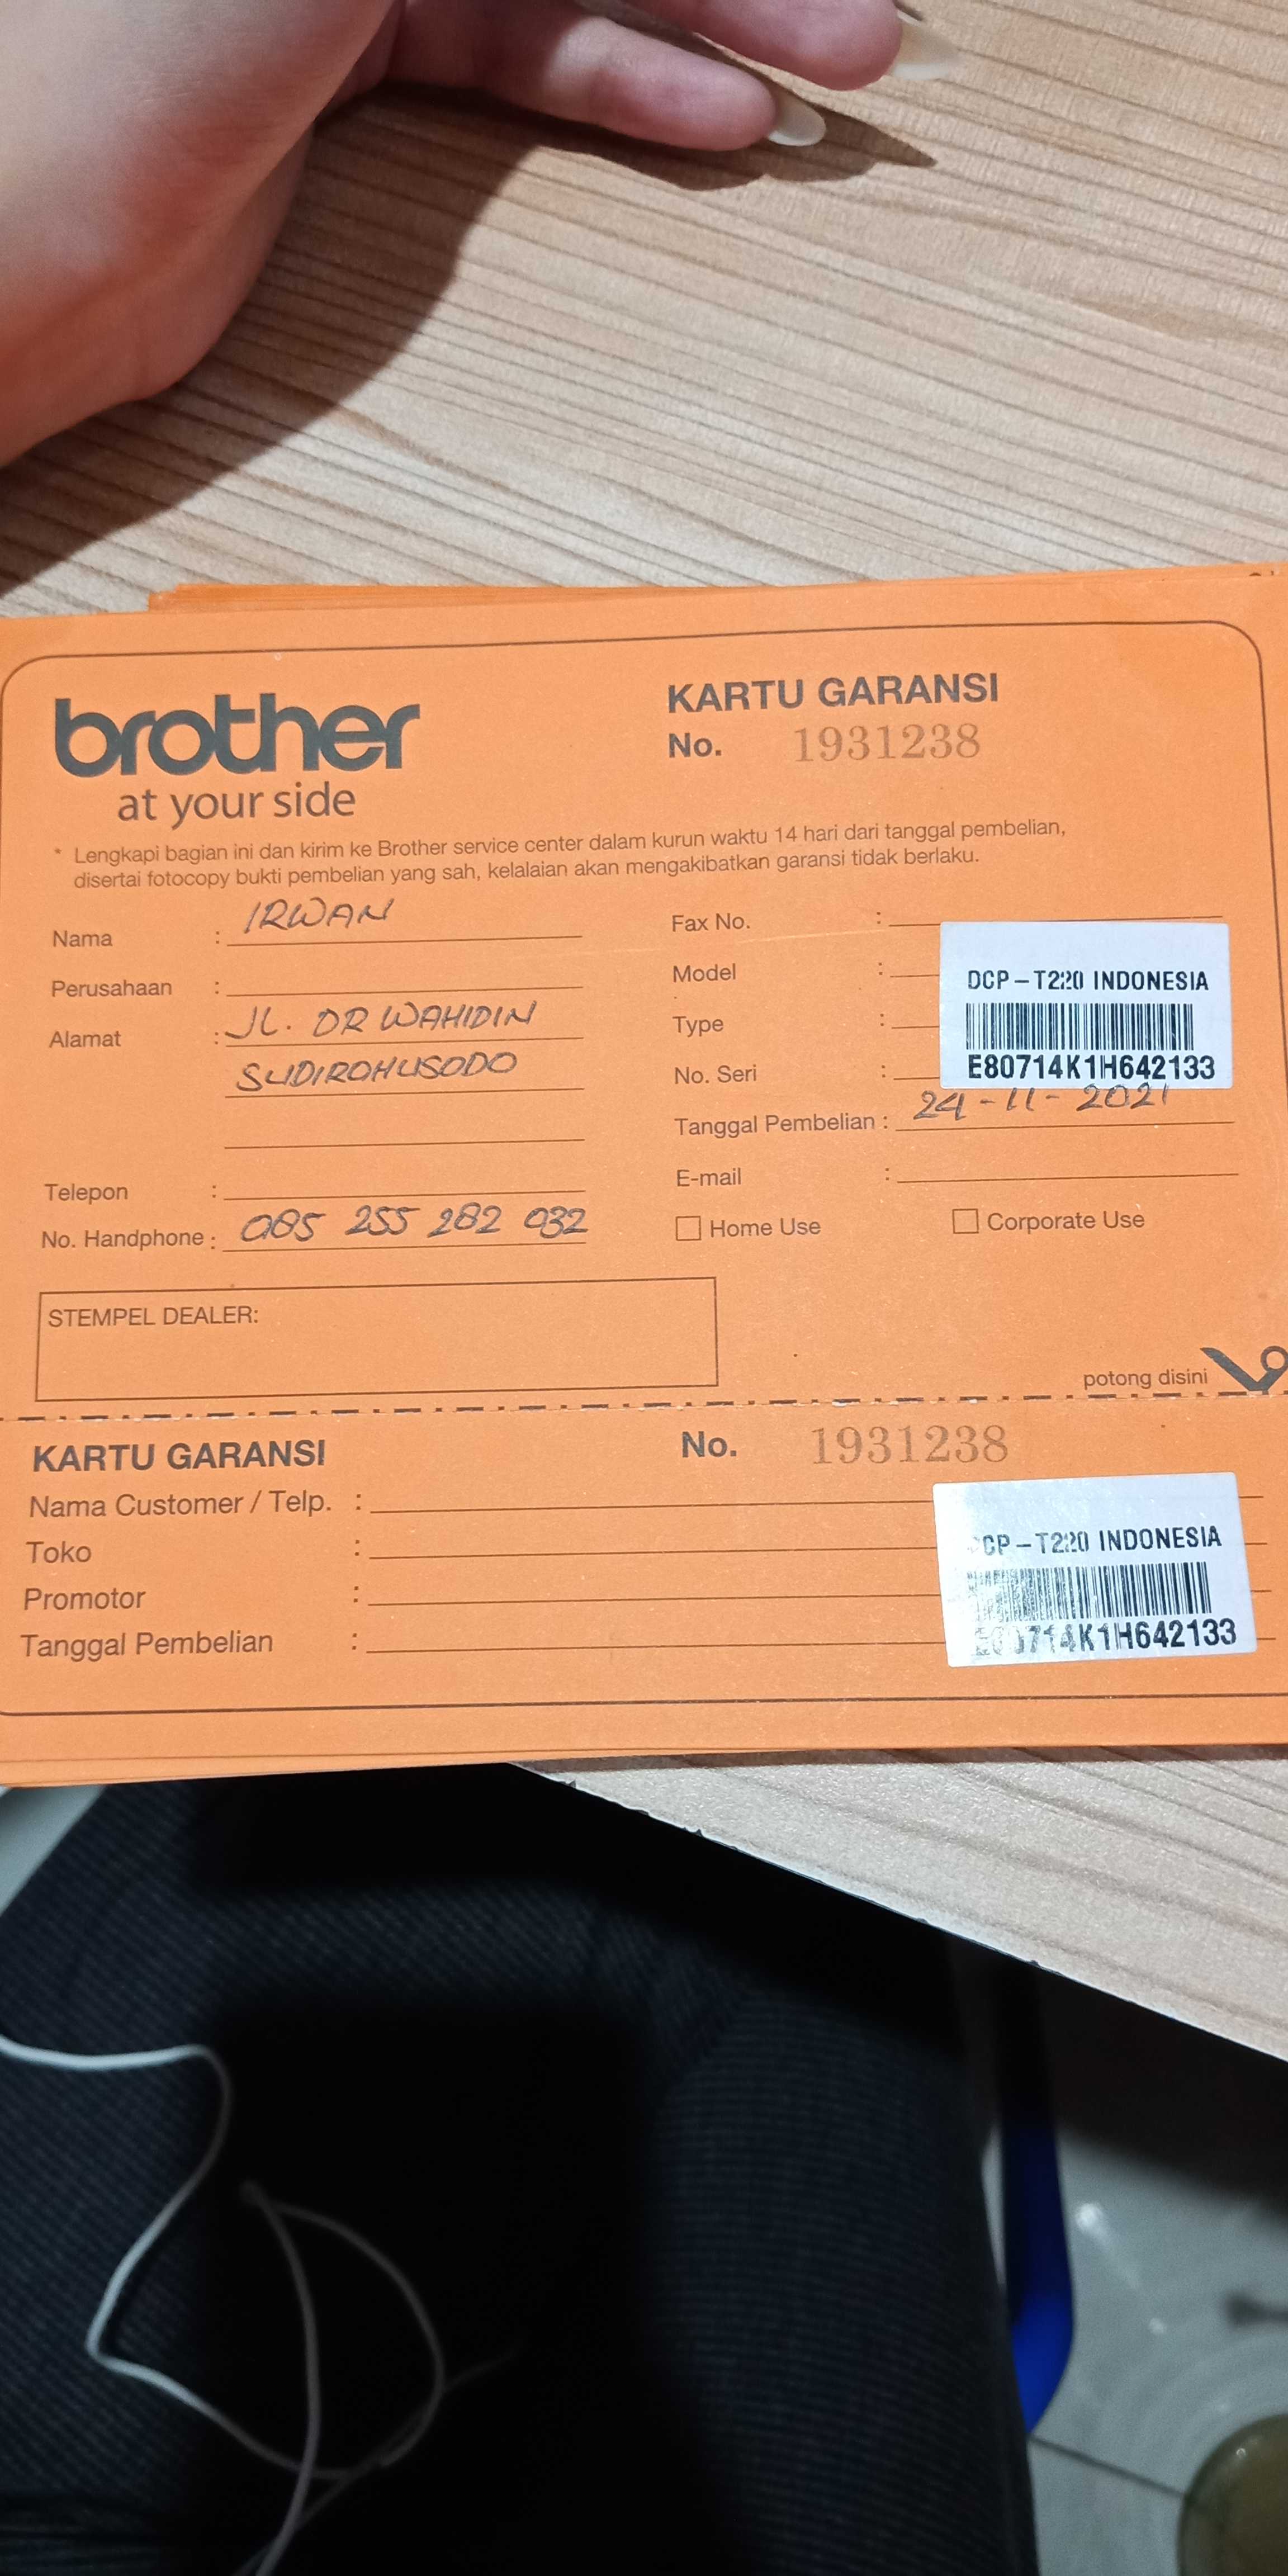 brother
at your side
KARTU GARANSI
No. 1931238
* Lengkapi bagian ini dan kirim ke Brother service center dalam kurun waktu 14 hari dari tanggal pembelian,
disertai fotocopy bukti pembelian yang sah, kelalaian akan mengakibatkan garansi tidak berlaku.
Nama : IRWAN
Perusahaan :
Alamat : JL. DR WAHIDIN
SUDIROHUSODO
Telepon :
No. Handphone : 085 255 282 032
Fax No. :
Model :
Type :
No. Seri :
DCP-T220 INDONESIA
E80714K1H642133
Tanggal Pembelian : 24-11-2021
E-mail :
Home Use
Corporate Use
STEMPEL DEALER:
potong disini
KARTU GARANSI
No. 1931238
Nama Customer / Telp. :
Toko :
Promotor :
Tanggal Pembelian :
CP-T220 INDONESIA
714K1H642133